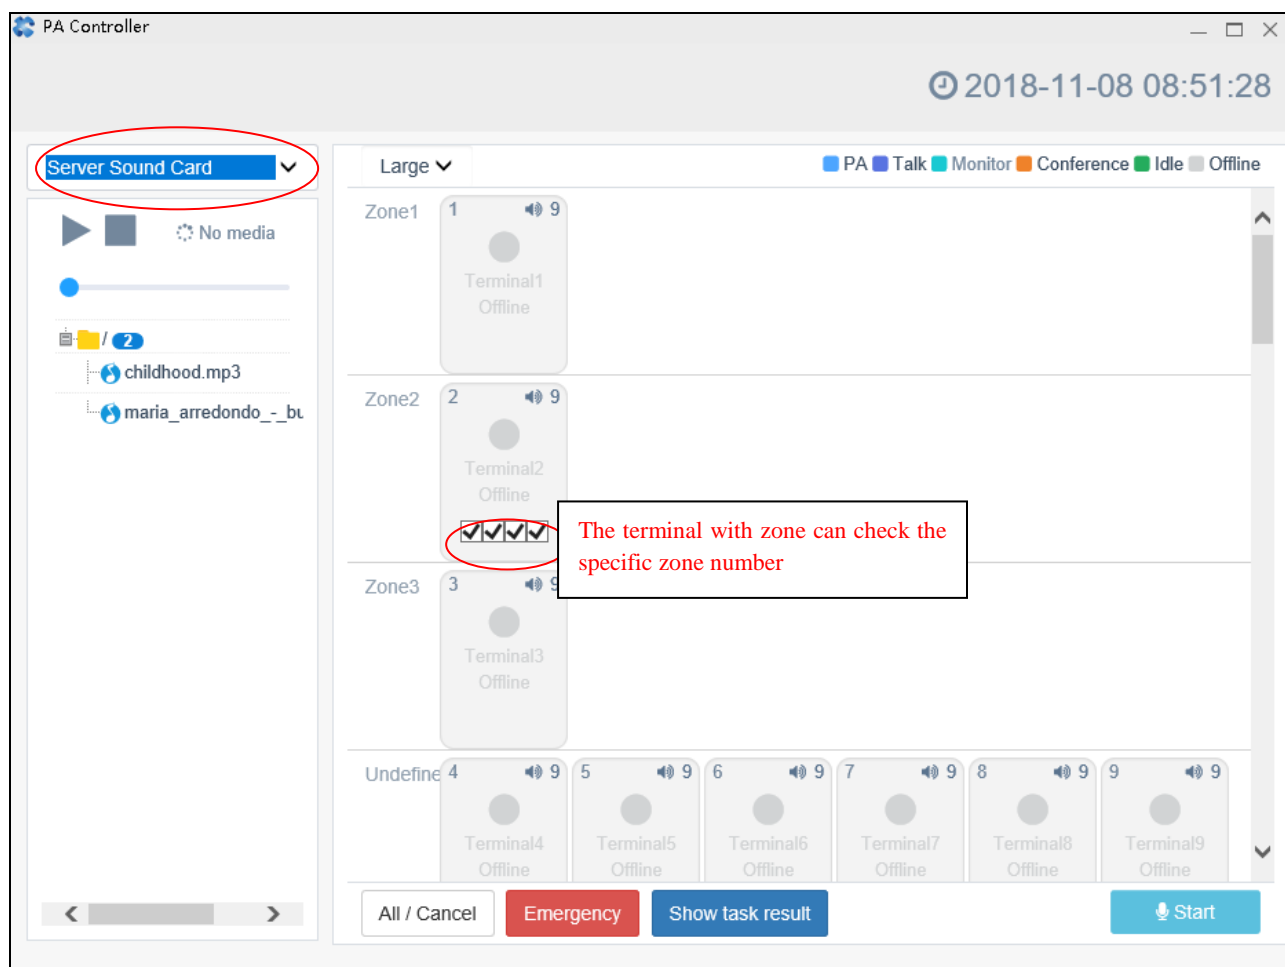 PA Controller
2018-11-08 08:51:28
Server Sound Card
Large
PA Talk Monitor Conference Idle Offline
No media
/ 2
childhood.mp3
maria_arredondo_-_bu
Zone1
1 9
Terminal1
Offline
Zone2
2 9
Terminal2
Offline
The terminal with zone can check the
specific zone number
Zone3
3 9
Terminal3
Offline
Undefine
4 9 5 9 6 9 7 9 8 9 9 9
Terminal4 Terminal5 Terminal6 Terminal7 Terminal8 Terminal9
Offline Offline Offline Offline Offline Offline
All / Cancel Emergency Show task result Start